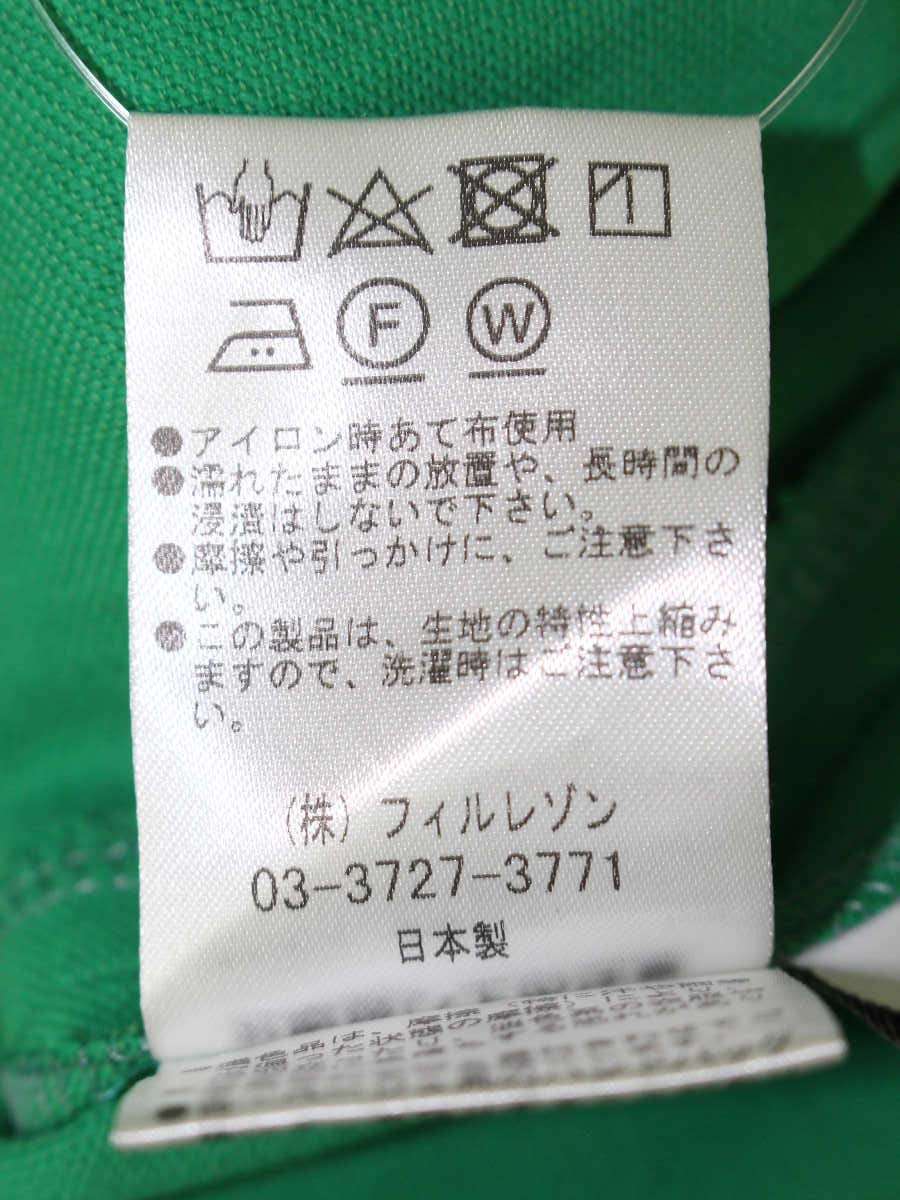 F W
●アイロン時あて布使用
●濡れたままの放置や、長時間の
浸漬はしないで下さい。
●摩擦や引っかけに、ご注意下さ
い。
●この製品は、生地の特性上縮み
ますので、洗濯時はご注意下さ
い。
(株)フィルレゾン
03-3727-3771
日本製